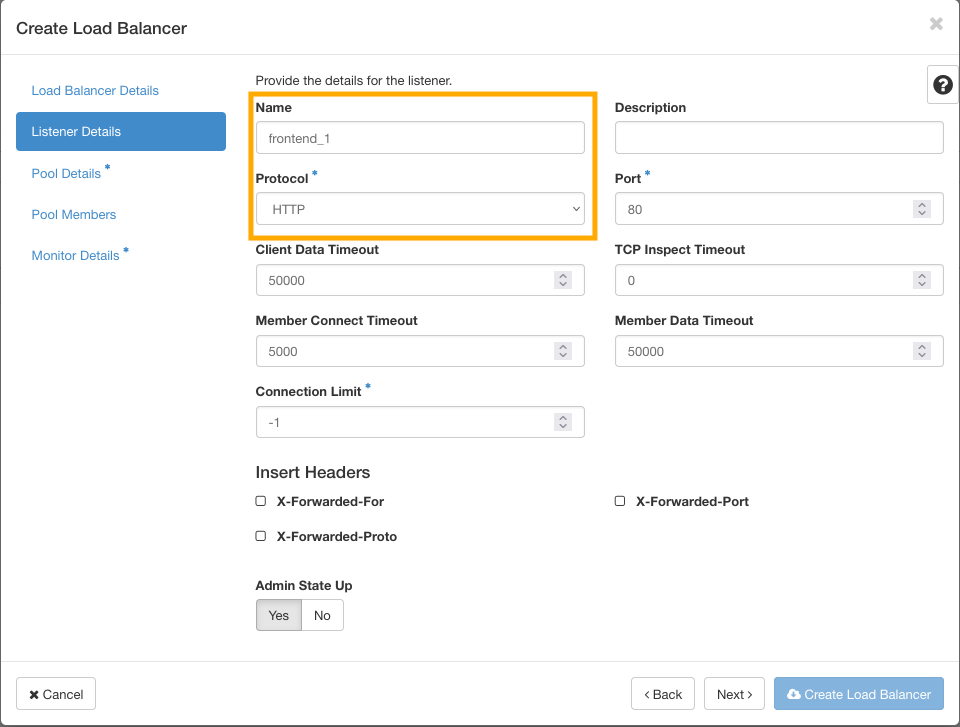 Create Load Balancer
Load Balancer Details
Listener Details
Pool Details *
Pool Members
Monitor Details *
Provide the details for the listener.
Name
frontend_1
Description
Protocol *
HTTP
Port *
80
Client Data Timeout
50000
TCP Inspect Timeout
0
Member Connect Timeout
5000
Member Data Timeout
50000
Connection Limit *
-1
Insert Headers
X-Forwarded-For
X-Forwarded-Port
X-Forwarded-Proto
Admin State Up
Yes No
Cancel
Back
Next
Create Load Balancer